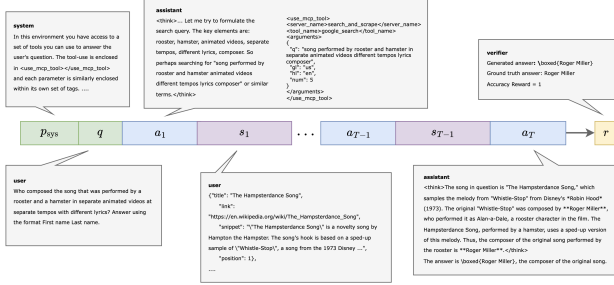 system
In this environment you have access to a
set of tools you can use to answer the
user's question. The tool-use is enclosed
in <use_mcp_tool></use_mcp_tool>
and each parameter is similarly enclosed
within its own set of tags. ....
assistant
<think>... Let me try to formulate the
search query. The key elements are:
rooster, hamster, animated videos, separate
tempos, different lyrics, composer. So
perhaps searching for "song performed by
rooster and hamster animated videos
different tempos lyrics composer" or similar
terms.</think>
<use_mcp_tool>
<server_name>search_and_scrape</server_name>
<tool_name>google_search</tool_name>
<arguments>
{
"q": "song performed by rooster and hamster in
separate animated videos different tempos lyrics
composer",
"gl": "us",
"hl": "en",
"num": 5
}
</arguments>
</use_mcp_tool>
verifier
Generated answer: \boxed{Roger Miller}
Ground truth answer: Roger Miller
Accuracy Reward = 1
p_sys q a_1 s_1 ... a_{T-1} s_{T-1} a_T r
user
Who composed the song that was performed by a
rooster and a hamster in separate animated videos at
separate tempos with different lyrics? Answer using
the format First name Last name.
user
{"title": "The Hampsterdance Song",
"link":
"https://en.wikipedia.org/wiki/The_Hampsterdance_Song",
"snippet": "\"The Hampsterdance Song\" is a novelty song by
Hampton the Hampster. The song's hook is based on a sped-up
sample of \"Whistle-Stop\", a song from the 1973 Disney ...",
"position": 1},
....
assistant
<think>The song in question is "The Hampsterdance Song," which
samples the melody from "Whistle-Stop" from Disney's *Robin Hood*
(1973). The original "Whistle-Stop" was composed by **Roger Miller**,
who performed it as Alan-a-Dale, a rooster character in the film. The
Hampsterdance Song, performed by a hamster, uses a sped-up version
of this melody. Thus, the composer of the original song performed by
the rooster is **Roger Miller**.</think>
The answer is \boxed{Roger Miller}, the composer of the original song.